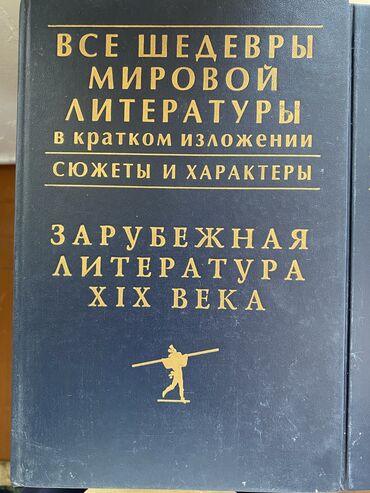 ВСЕ ШЕДЕВРЫ
МИРОВОЙ
ЛИТЕРАТУРЫ
в кратком изложении
СЮЖЕТЫ И ХАРАКТЕРЫ
ЗАРУБЕЖНАЯ
ЛИТЕРАТУРА
XIX ВЕКА